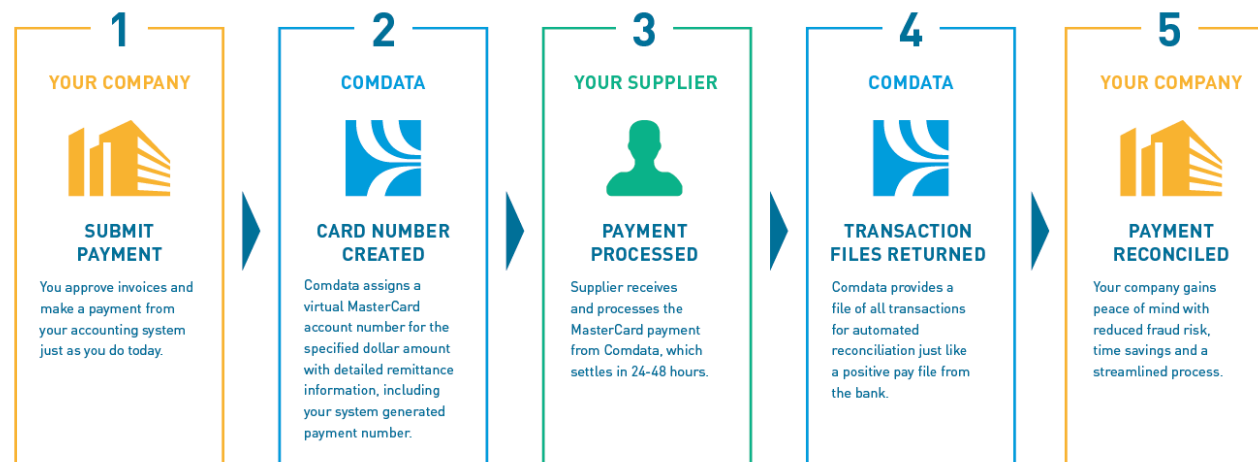 1
YOUR COMPANY
SUBMIT
PAYMENT
You approve invoices and
make a payment from
your accounting system
just as you do today.
2
COMDATA
CARD NUMBER
CREATED
Comdata assigns a
virtual MasterCard
account number for the
specified dollar amount
with detailed remittance
information, including
your system generated
payment number.
3
YOUR SUPPLIER
PAYMENT
PROCESSED
Supplier receives
and processes the
MasterCard payment
from Comdata, which
settles in 24-48 hours.
4
COMDATA
TRANSACTION
FILES RETURNED
Comdata provides a
file of all transactions
for automated
reconciliation just like
a positive pay file from
the bank.
5
YOUR COMPANY
PAYMENT
RECONCILED
Your company gains
peace of mind with
reduced fraud risk,
time savings and a
streamlined process.